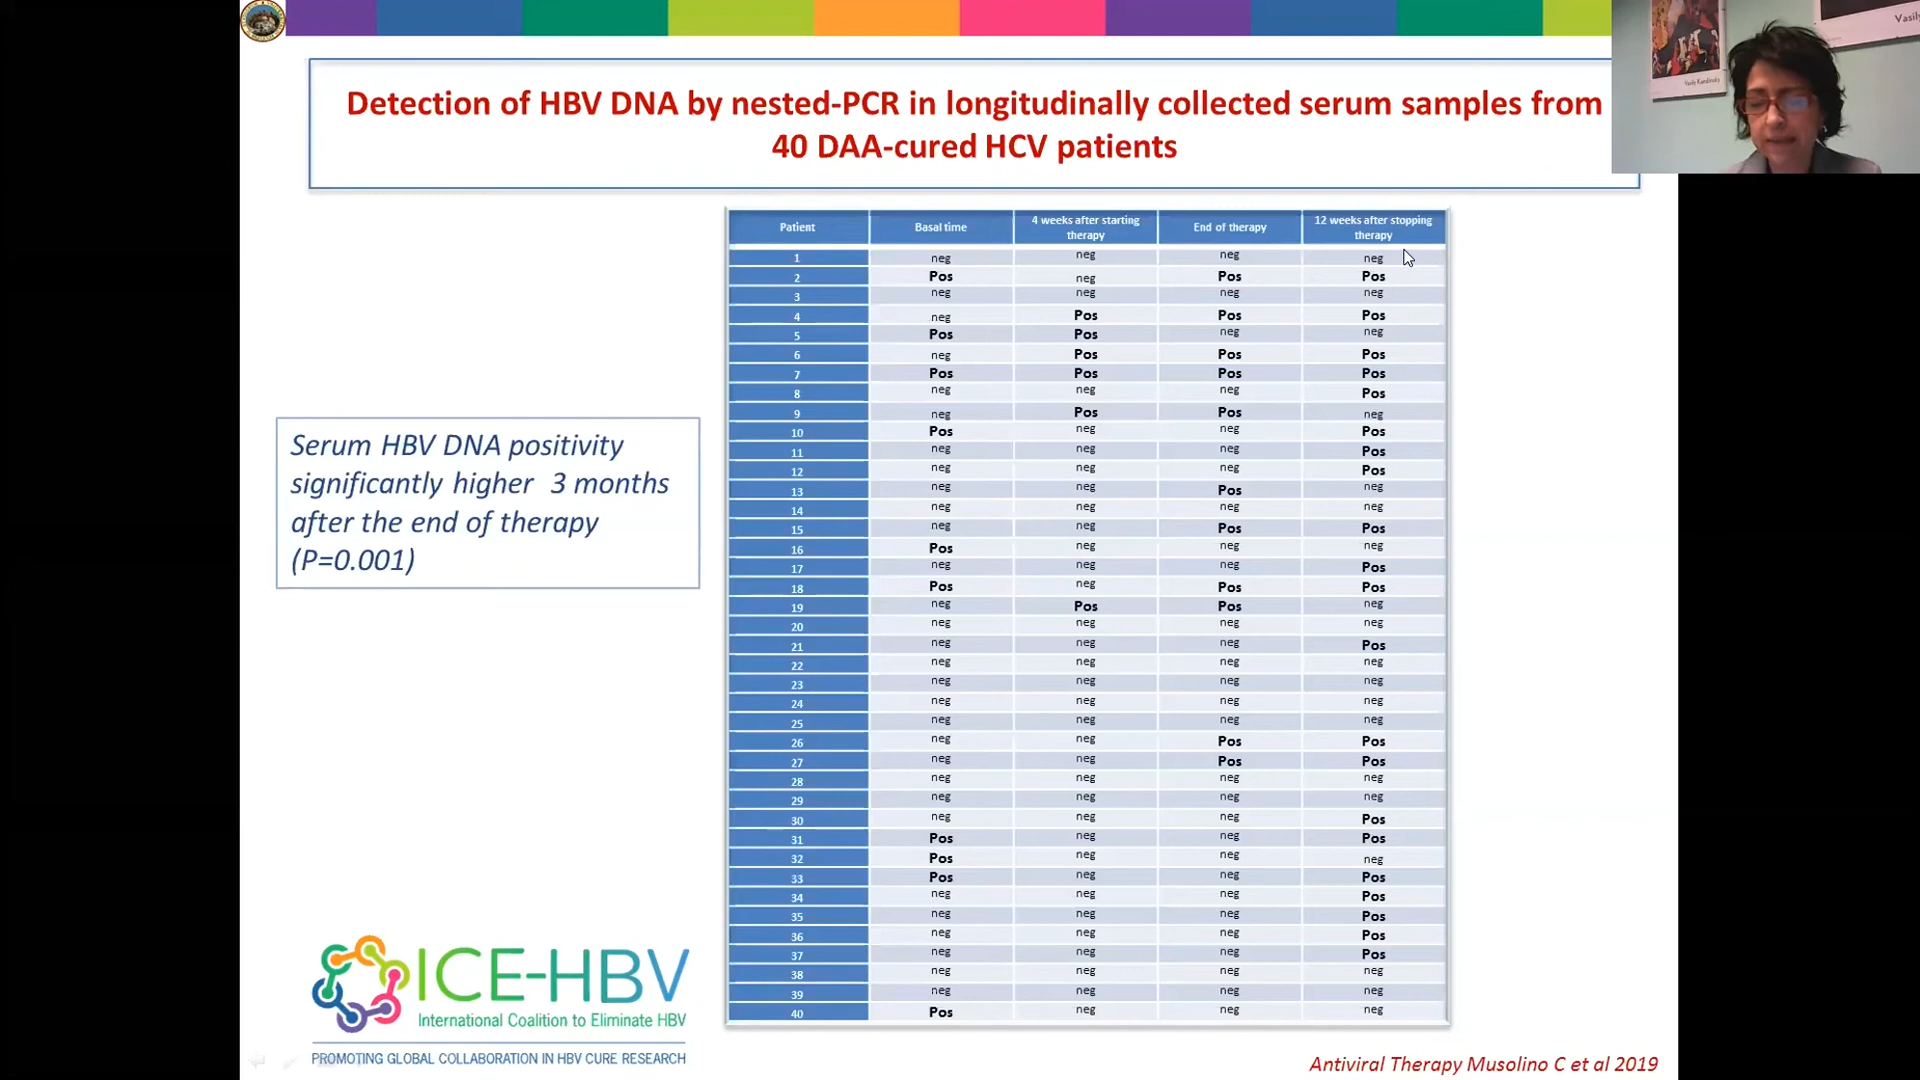 Detection of HBV DNA by nested-PCR in longitudinally collected serum samples from
40 DAA-cured HCV patients
Vasily Kandinsky
Vasily
Patient Basal time 4 weeks after starting therapy End of therapy 12 weeks after stopping therapy
1 neg neg neg neg
2 Pos neg Pos Pos
3 neg neg neg neg
4 neg Pos Pos Pos
5 Pos Pos neg neg
6 neg Pos Pos Pos
7 Pos Pos Pos Pos
8 neg neg neg Pos
9 neg Pos Pos neg
10 Pos neg neg Pos
11 neg neg neg Pos
12 neg neg neg Pos
13 neg neg Pos neg
14 neg neg neg neg
15 neg neg Pos Pos
16 Pos neg neg neg
17 neg neg neg Pos
18 Pos neg Pos Pos
19 neg Pos Pos neg
20 neg neg neg neg
21 neg neg neg Pos
22 neg neg neg neg
23 neg neg neg neg
24 neg neg neg neg
25 neg neg neg neg
26 neg neg Pos Pos
27 neg neg Pos Pos
28 neg neg neg neg
29 neg neg neg neg
30 neg neg neg Pos
31 Pos neg neg Pos
32 Pos neg neg neg
33 Pos neg neg Pos
34 neg neg neg Pos
35 neg neg neg Pos
36 neg neg neg Pos
37 neg neg neg Pos
38 neg neg neg neg
39 neg neg neg neg
40 Pos neg neg neg
Serum HBV DNA positivity
significantly higher 3 months
after the end of therapy
(P=0.001)
ICE-HBV
International Coalition to Eliminate HBV
PROMOTING GLOBAL COLLABORATION IN HBV CURE RESEARCH
Antiviral Therapy Musolino C et al 2019